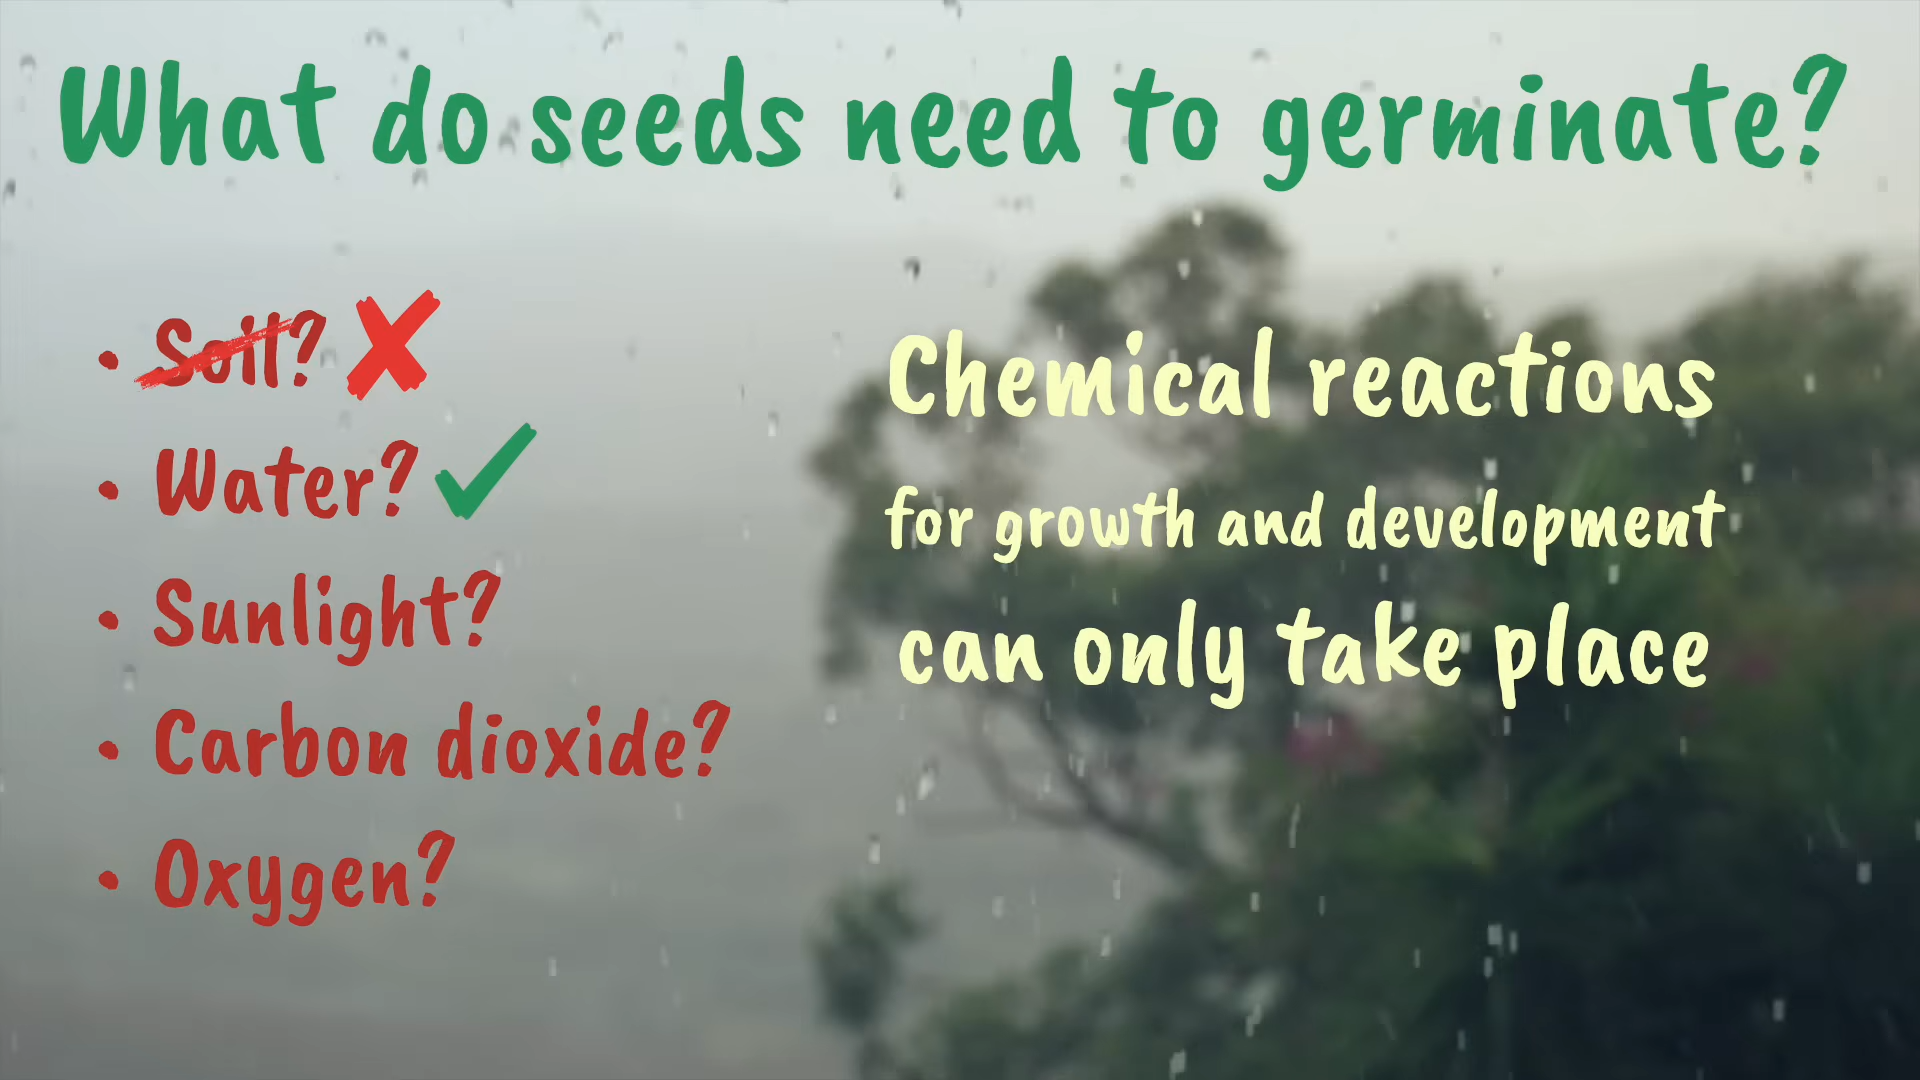 What do seeds need to germinate?
• Soil?
• Water?
• Sunlight?
• Carbon dioxide?
• Oxygen?
Chemical reactions
for growth and development
can only take place